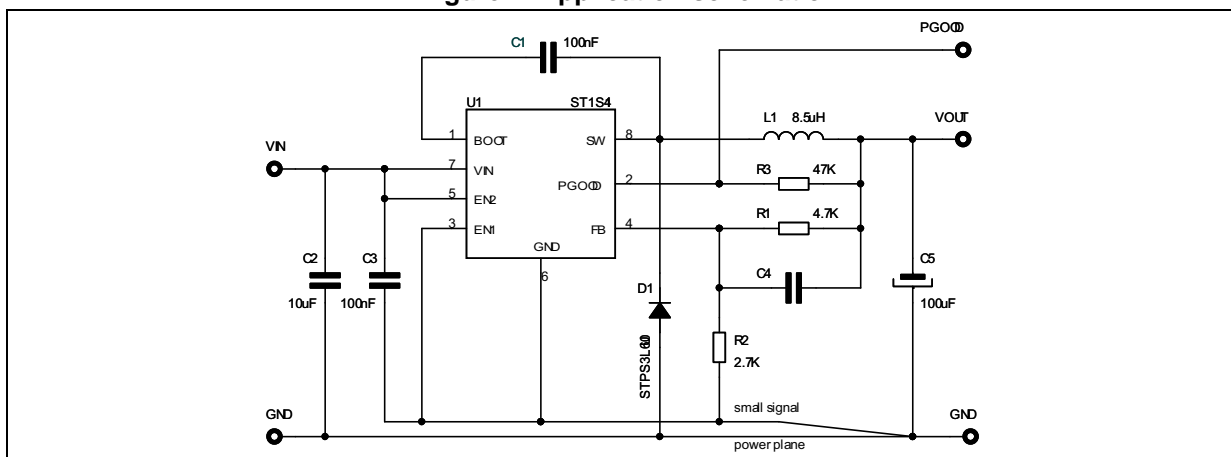 PGOOD
C1 100nF
U1 ST1S4
L1 8.5uH
VOUT
1 BOOT SW 8
VIN
7 VIN
R3 47K
PGOOD 2
5 EN2
R1 4.7K
3 EN1 FB 4
GND
6
C2 C3
C4
C5
10uF 100nF
D1
100uF
R2
2.7K
small signal
GND GND
power plane